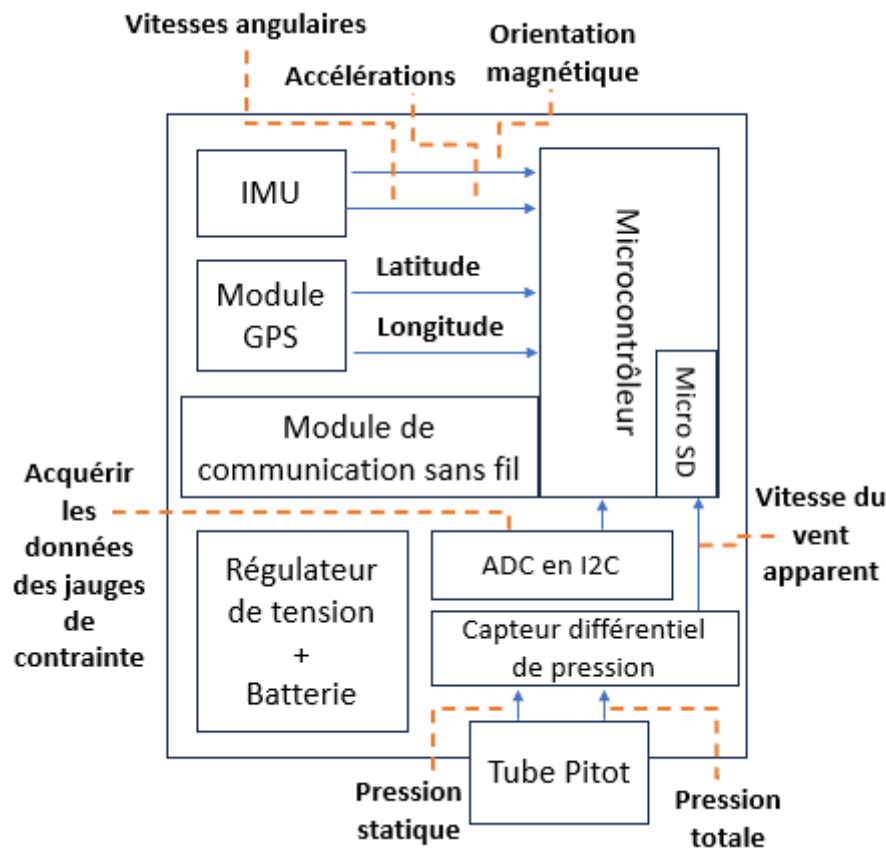 Vitesses angulaires
Orientation
magnétique
Accélérations
IMU
Microcontrôleur
Module
GPS
Latitude
Longitude
Micro SD
Module de
communication sans fil
Acquérir
les
données
des jauges
de
contrainte
Vitesse du
vent
apparent
Régulateur
de tension
+
Batterie
ADC en I2C
Capteur différentiel
de pression
Tube Pitot
Pression
statique
Pression
totale